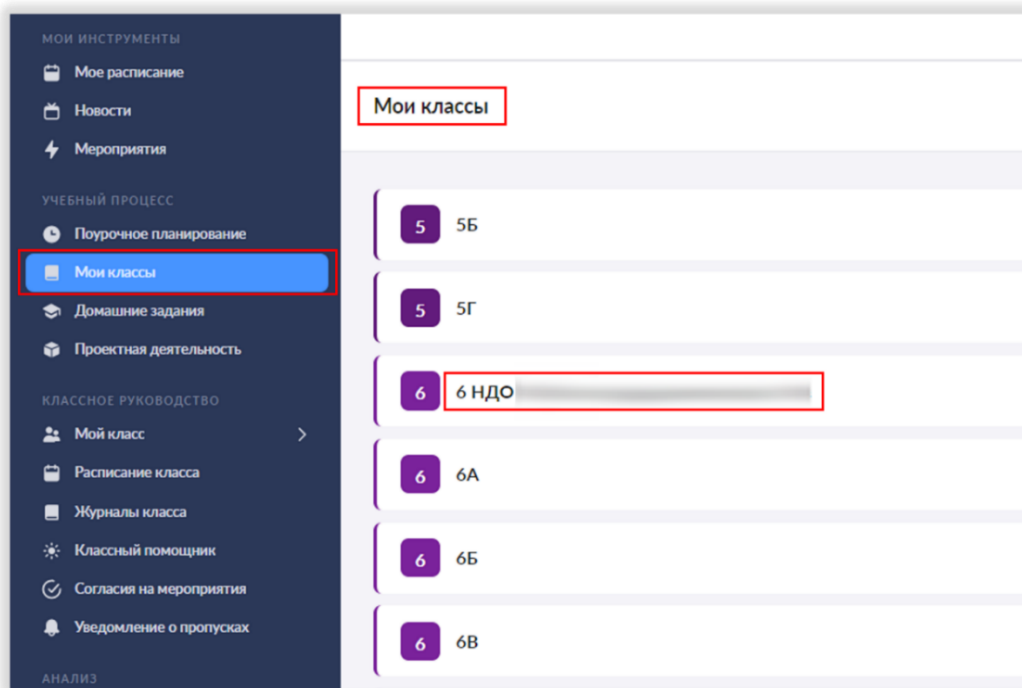 МОИ ИНСТРУМЕНТЫ
Мое расписание
Новости
Мероприятия
УЧЕБНЫЙ ПРОЦЕСС
Поурочное планирование
Мои классы
Домашние задания
Проектная деятельность
КЛАССНОЕ РУКОВОДСТВО
Мой класс
Расписание класса
Журналы класса
Классный помощник
Согласия на мероприятия
Уведомление о пропусках
АНАЛИЗ
Мои классы
5 5Б
5 5Г
6 6 НДО
6 6А
6 6Б
6 6В